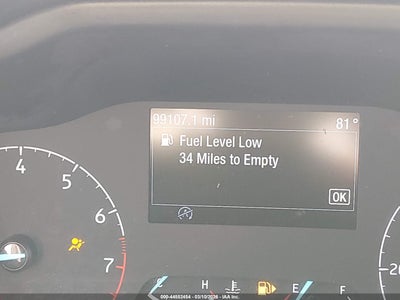 99107.1 mi 81°
Fuel Level Low
34 Miles to Empty
OK
4 5 6 7
20
C H E F